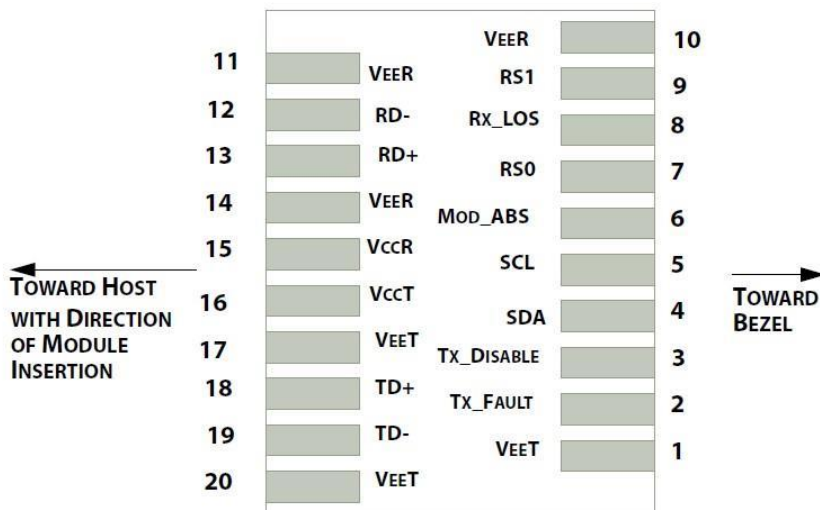 11 VEER
12 RD-
13 RD+
14 VEER
15 VCCR
16 VCCT
17 VEET
18 TD+
19 TD-
20 VEET
VEER 10
RS1 9
RX_LOS 8
RS0 7
MOD_ABS 6
SCL 5
SDA 4
TX_DISABLE 3
TX_FAULT 2
VEET 1
TOWARD HOST
WITH DIRECTION
OF MODULE
INSERTION
TOWARD
BEZEL